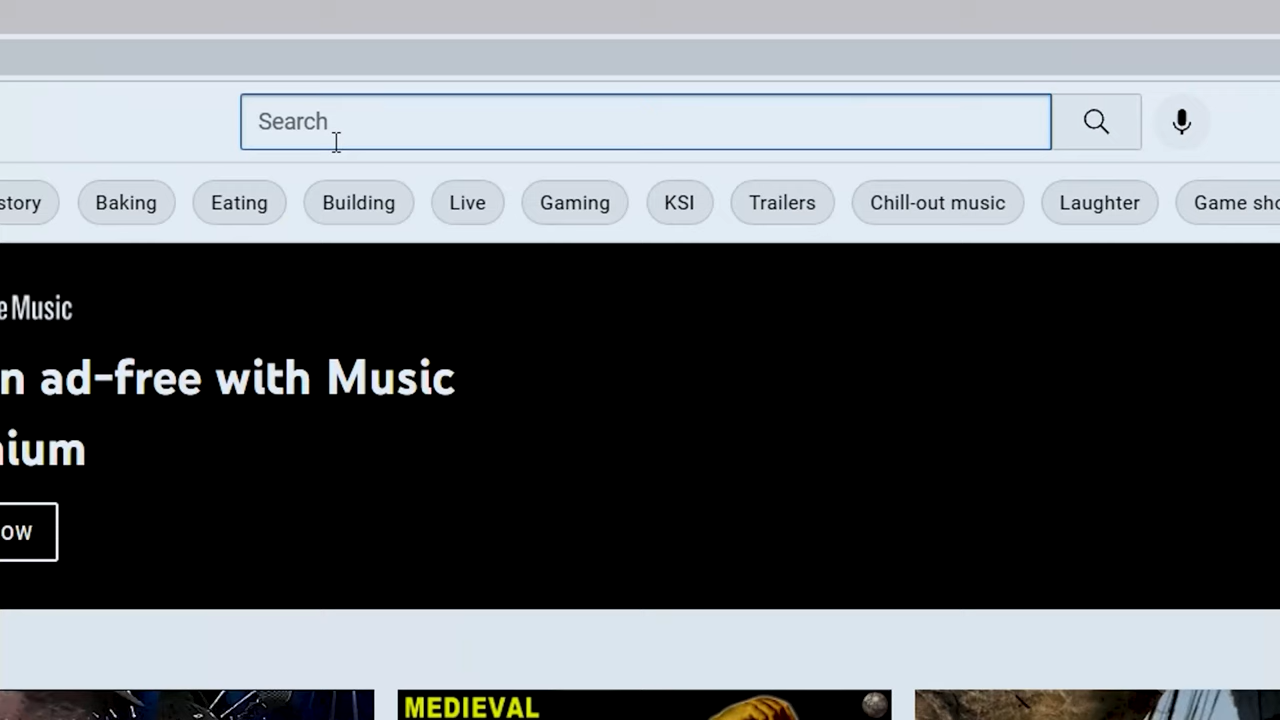 Search
story Baking Eating Building Live Gaming KSI Trailers Chill-out music Laughter Game sho
e Music
n ad-free with Music
nium
OW
MEDIEVAL